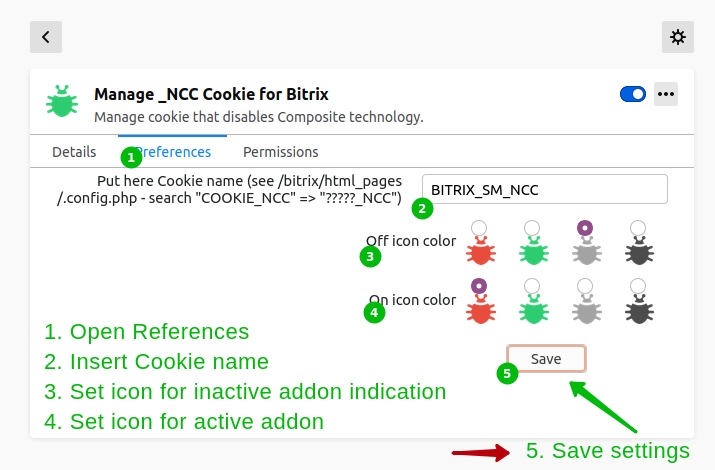 Manage _NCC Cookie for Bitrix
Manage cookie that disables Composite technology.
Details Preferences Permissions
1
Put here Cookie name (see /bitrix/html_pages
/.config.php - search "COOKIE_NCC" => "?????_NCC")
BITRIX_SM_NCC
2
Off icon color
3
On icon color
4
Save
5
1. Open References
2. Insert Cookie name
3. Set icon for inactive addon indication
4. Set icon for active addon
5. Save settings